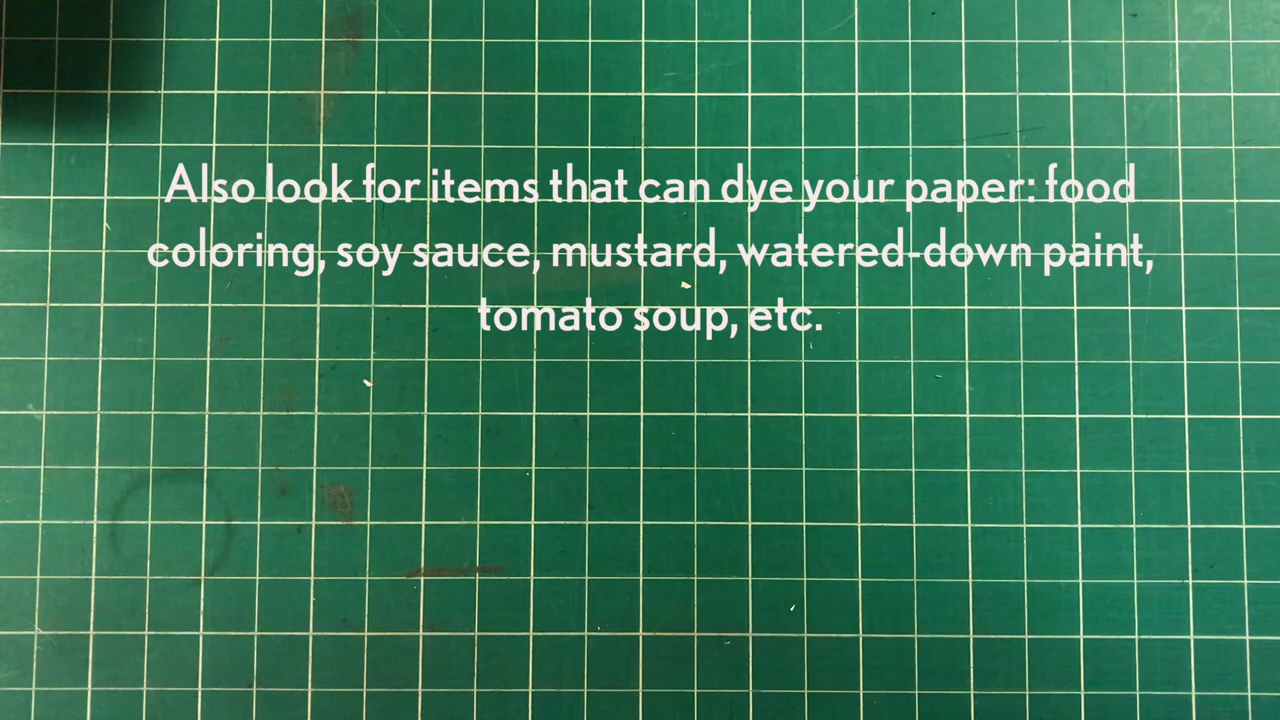 Also look for items that can dye your paper: food
coloring, soy sauce, mustard, watered-down paint,
tomato soup, etc.